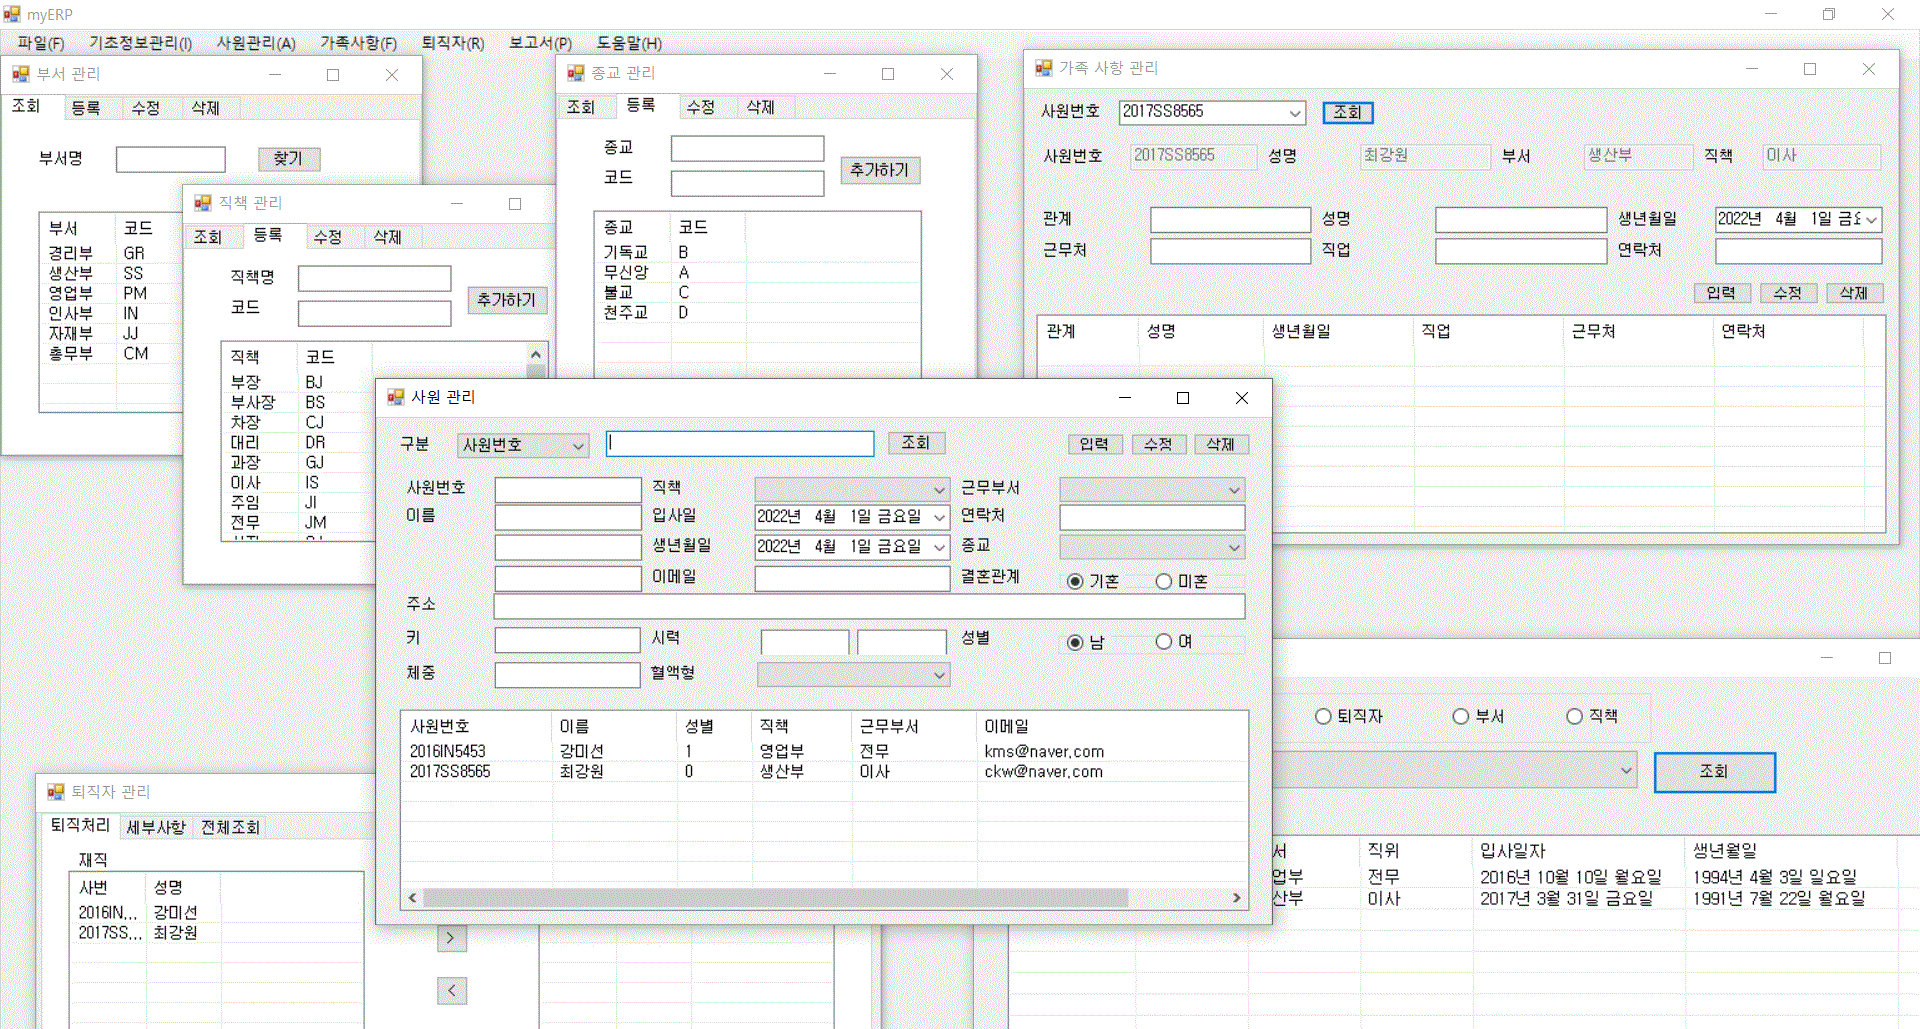 myERP
파일(F) 기초정보관리(I) 사원관리(A) 가족사항(F) 퇴직자(R) 보고서(P) 도움말(H)
부서 관리
조회 등록 수정 삭제
부서명 찾기
부서 코드
경리부 GR
생산부 SS
영업부 PM
인사부 IN
자재부 JJ
총무부 CM
직책 관리
조회 등록 수정 삭제
직책명
코드
추가하기
직책 코드
부장 BJ
부사장 BS
차장 CJ
대리 DR
과장 GJ
이사 IS
주임 JI
전무 JM
종교 관리
조회 등록 수정 삭제
종교
코드
추가하기
종교 코드
기독교 B
무신앙 A
불교 C
천주교 D
가족 사항 관리
사원번호 2017SS8565 조회
사원번호 2017SS8565 성명 최강원 부서 생산부 직책 이사
관계 성명 생년월일 2022년 4월 1일 금요
근무처 직업 연락처
입력 수정 삭제
관계 성명 생년월일 직업 근무처 연락처
사원 관리
구분 사원번호 조회 입력 수정 삭제
사원번호 직책 근무부서
이름 입사일 2022년 4월 1일 금요일 연락처
생년월일 2022년 4월 1일 금요일 종교
이메일 결혼관계 기혼 미혼
주소
키 시력 성별 남 여
체중 혈액형
사원번호 이름 성별 직책 근무부서 이메일
2016IN5453 강미선 1 영업부 전무 kms@naver.com
2017SS8565 최강원 0 생산부 이사 ckw@naver.com
퇴직자 관리
퇴직처리 세부사항 전체조회
재직
사번 성명
2016IN... 강미선
2017SS... 최강원
>
<
퇴직자 부서 직책
조회
서 직위 입사일자 생년월일
업부 전무 2016년 10월 10일 월요일 1994년 4월 3일 일요일
산부 이사 2017년 3월 31일 금요일 1991년 7월 22일 월요일